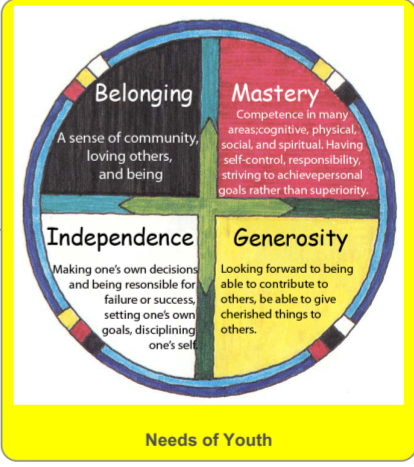 Belonging
A sense of community,
loving others,
and being
Mastery
Competence in many
areas;cognitive, physical,
social, and spiritual. Having
self-control, responsibility,
striving to achievepersonal
goals rather than superiority.
Independence
Making one's own decisions
and being resonsible for
failure or success,
setting one's own
goals, disciplining
one's self.
Generosity
Looking forward to being
able to contribute to
others, be able to give
cherished things to
others.
Needs of Youth